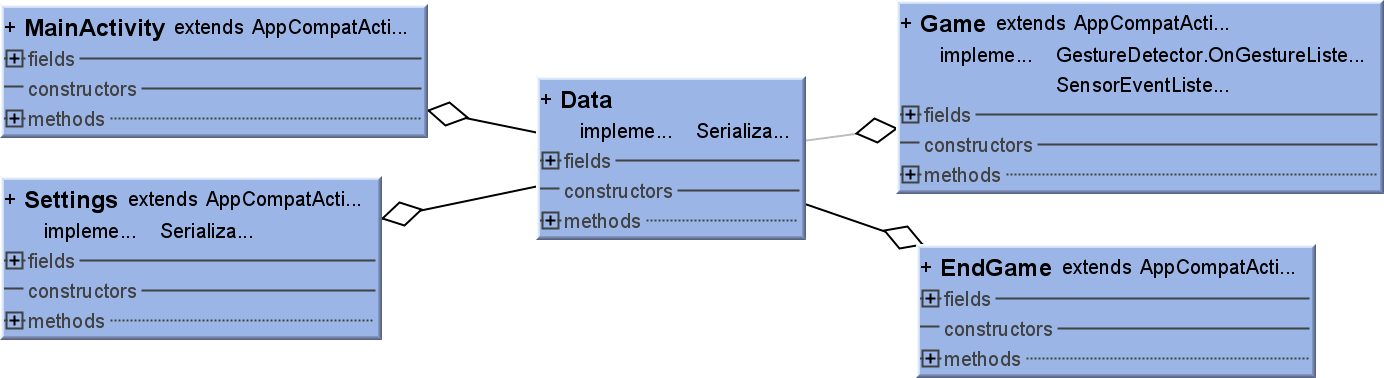 + MainActivity extends AppCompatActi...
fields
constructors
methods
+ Settings extends AppCompatActi...
impleme... Serializa...
fields
constructors
methods
+ Data
impleme... Serializa...
fields
constructors
methods
+ Game extends AppCompatActi...
impleme... GestureDetector.OnGestureListe...
SensorEventListe...
fields
constructors
methods
+ EndGame extends AppCompatActi...
fields
constructors
methods